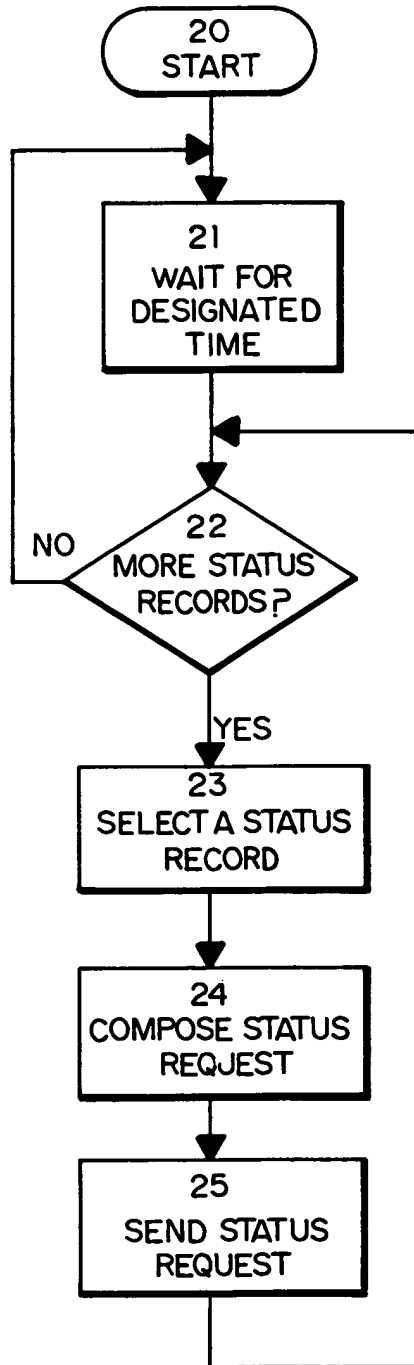 20
START
21
WAIT FOR
DESIGNATED
TIME
22
MORE STATUS
RECORDS?
NO
YES
23
SELECT A STATUS
RECORD
24
COMPOSE STATUS
REQUEST
25
SEND STATUS
REQUEST